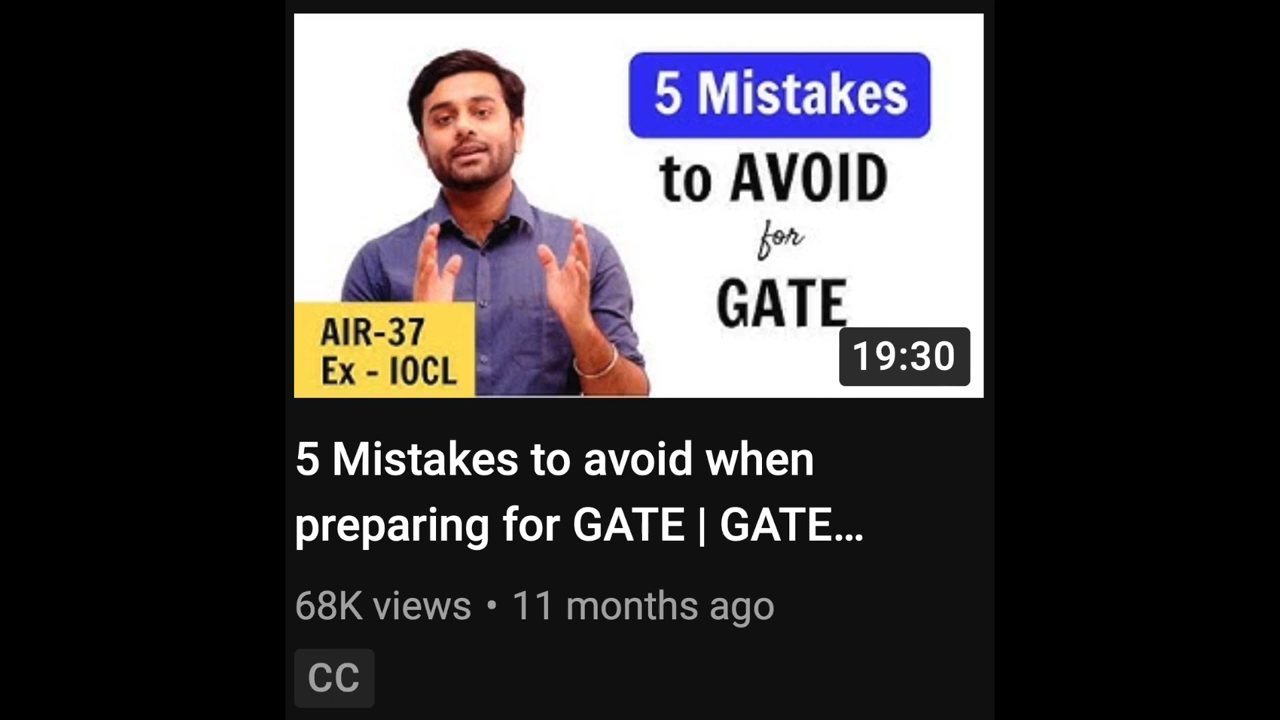 5 Mistakes
to AVOID
for
GATE
AIR-37
Ex - IOCL
19:30
5 Mistakes to avoid when
preparing for GATE | GATE...
68K views • 11 months ago
CC